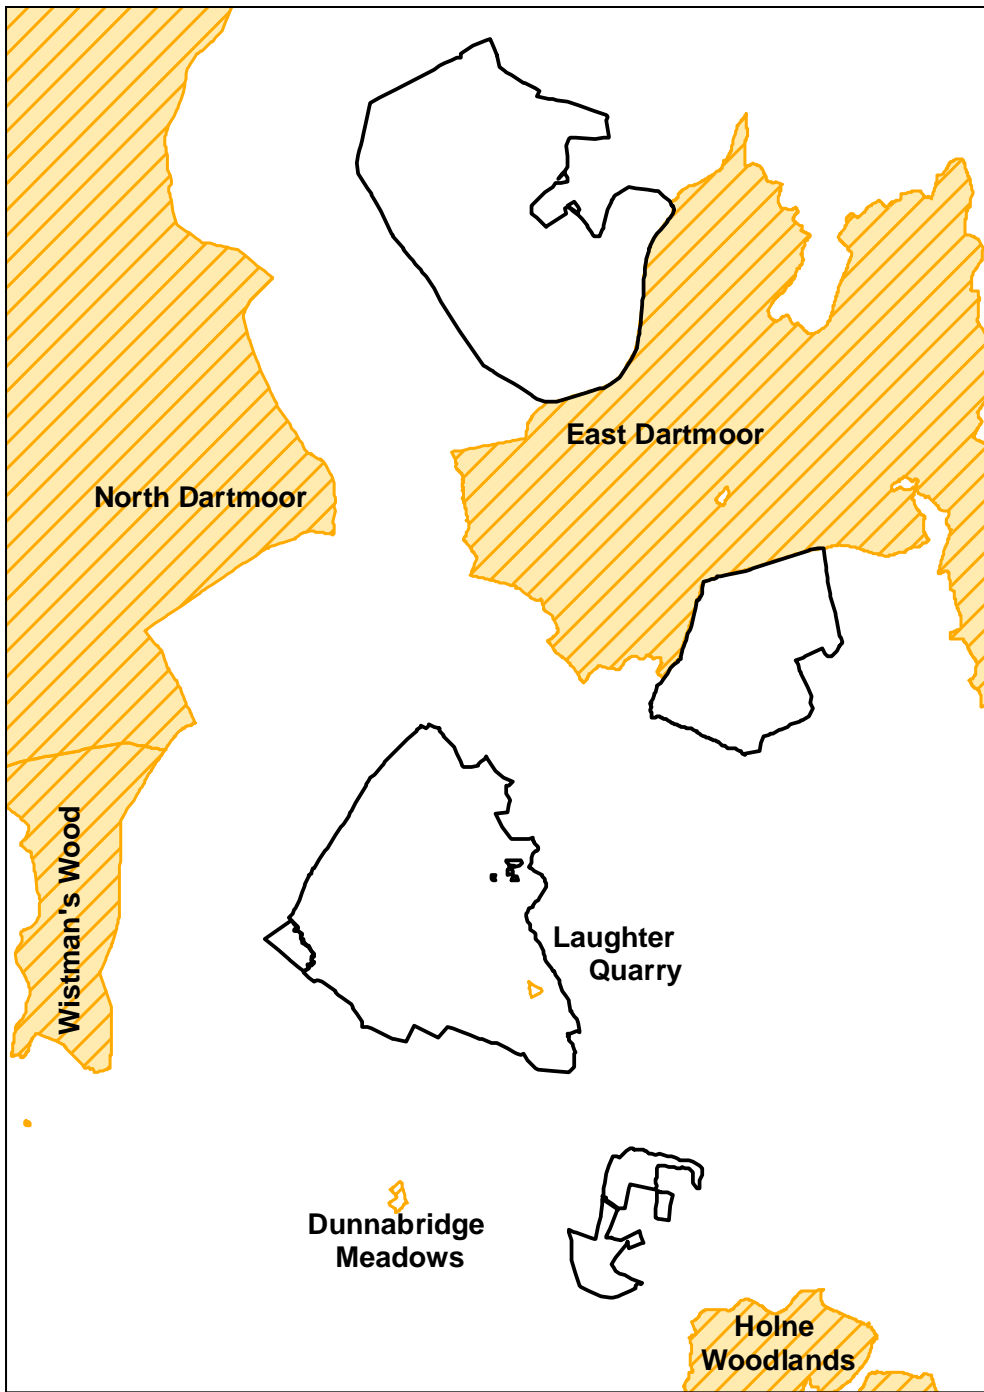 East Dartmoor
North Dartmoor
Wistman's Wood
Laughter
Quarry
Dunnabridge
Meadows
Holne
Woodlands